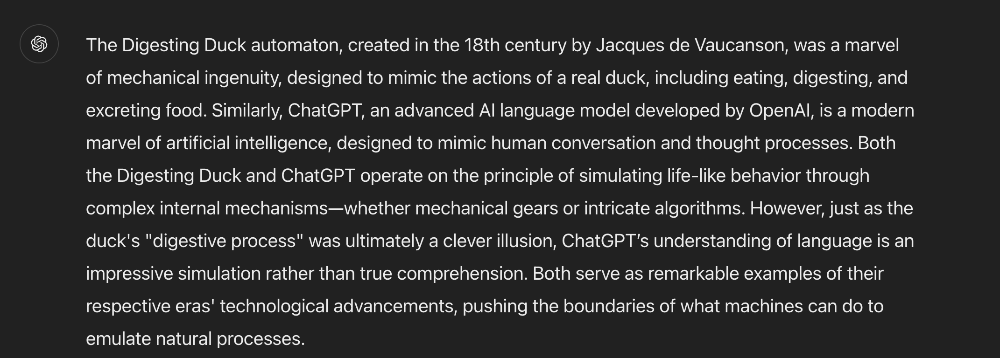 The Digesting Duck automaton, created in the 18th century by Jacques de Vaucanson, was a marvel
of mechanical ingenuity, designed to mimic the actions of a real duck, including eating, digesting, and
excreting food. Similarly, ChatGPT, an advanced AI language model developed by OpenAI, is a modern
marvel of artificial intelligence, designed to mimic human conversation and thought processes. Both
the Digesting Duck and ChatGPT operate on the principle of simulating life-like behavior through
complex internal mechanisms—whether mechanical gears or intricate algorithms. However, just as the
duck's "digestive process" was ultimately a clever illusion, ChatGPT’s understanding of language is an
impressive simulation rather than true comprehension. Both serve as remarkable examples of their
respective eras' technological advancements, pushing the boundaries of what machines can do to
emulate natural processes.